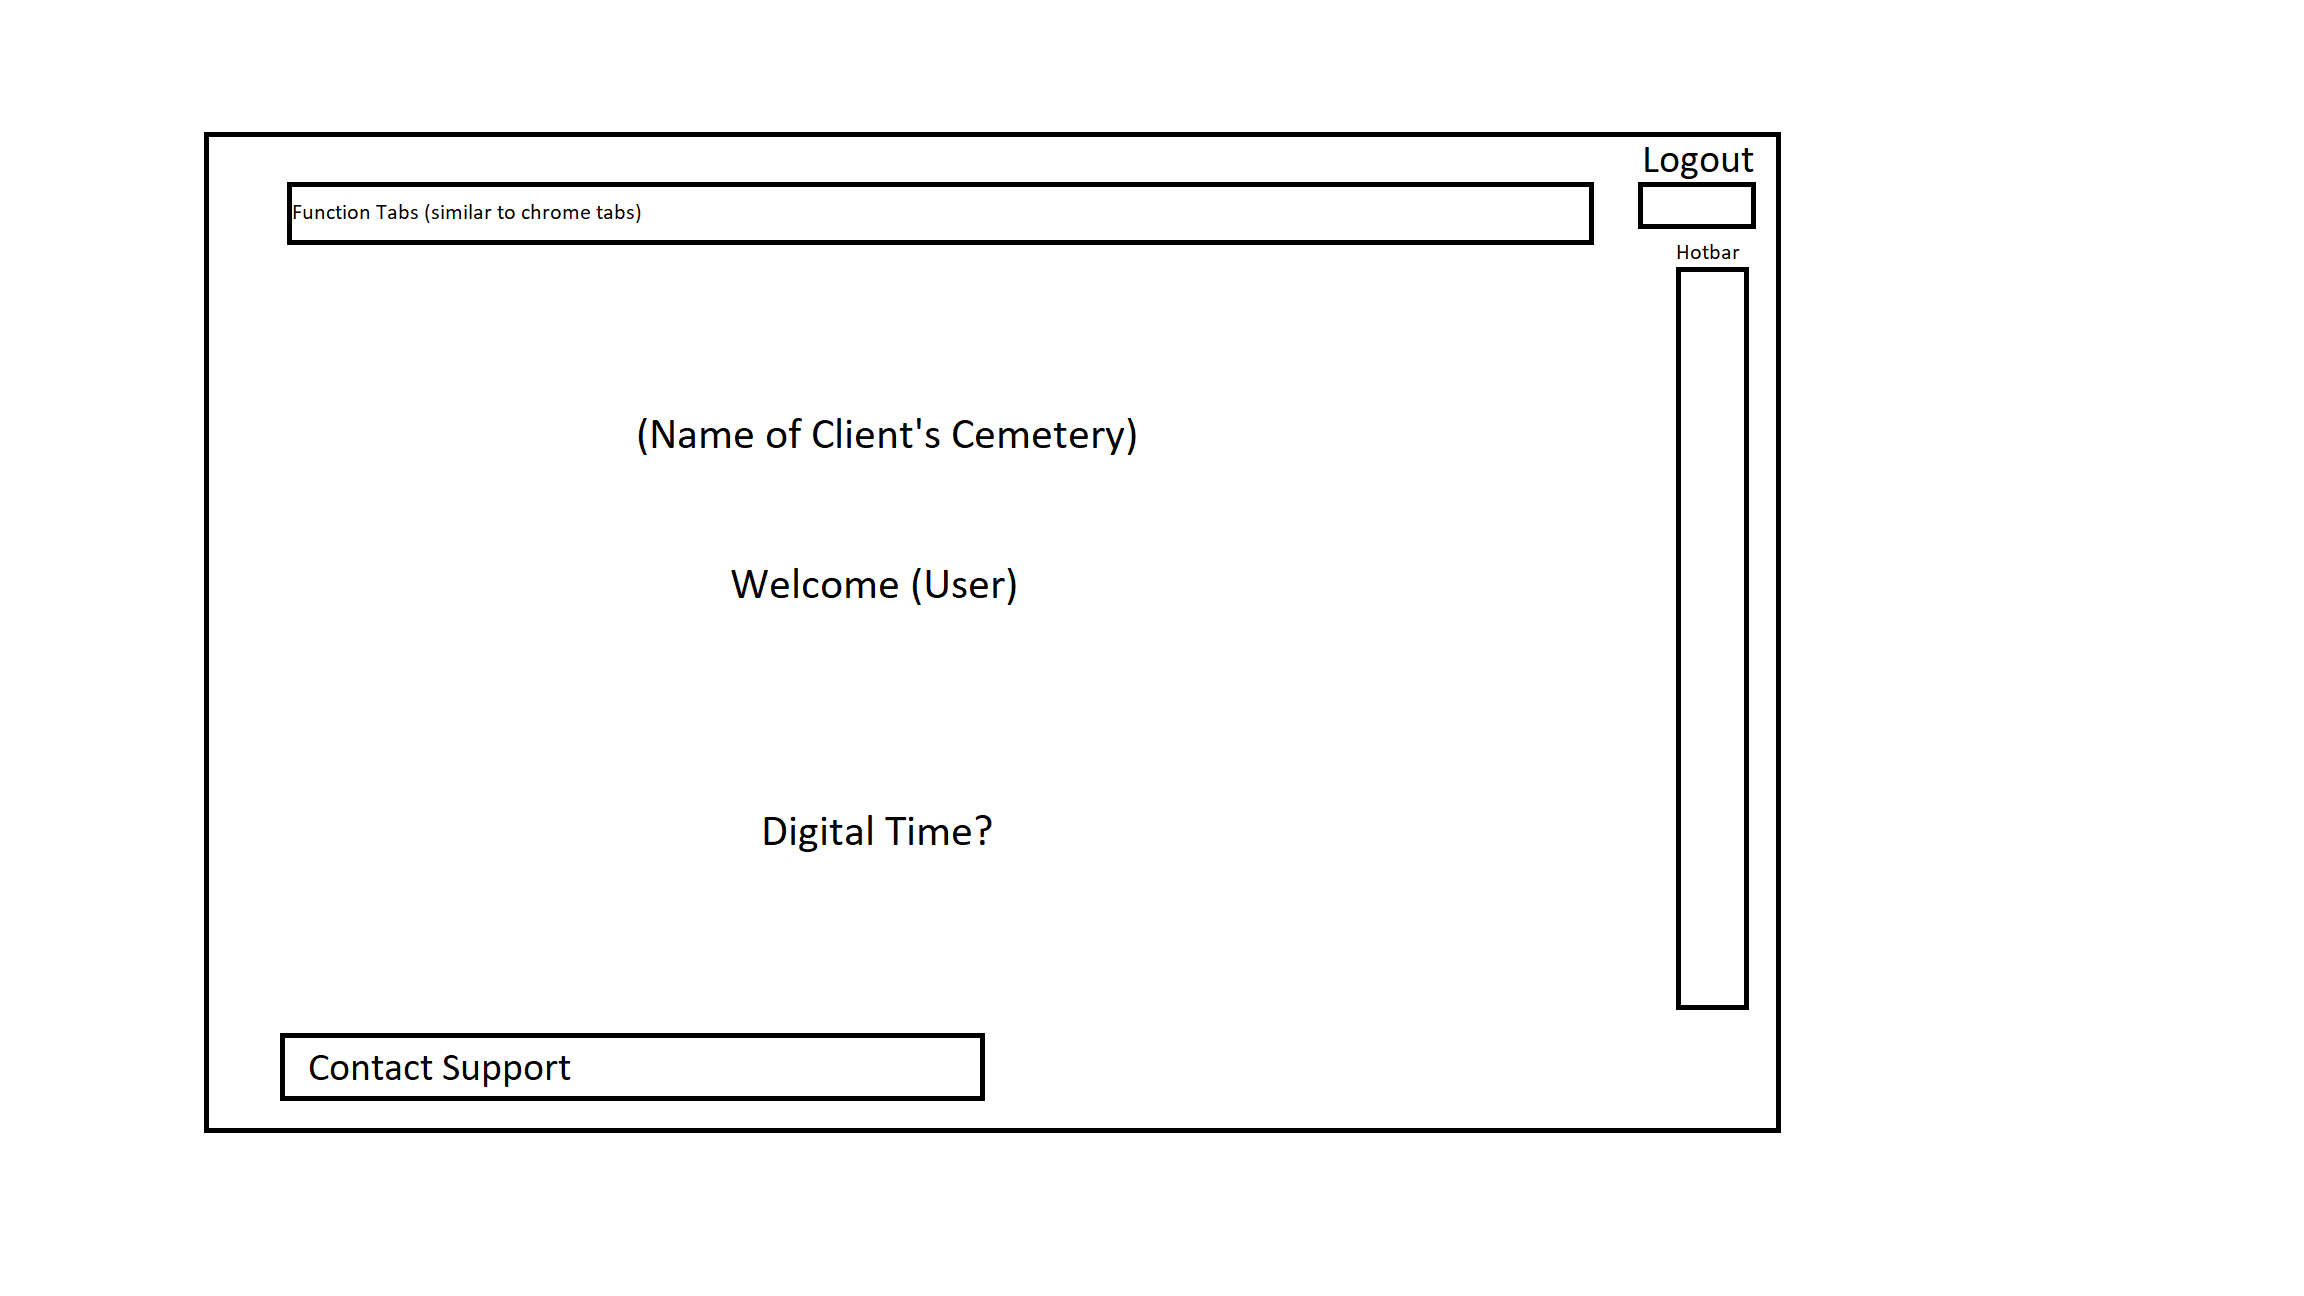 Logout
Function Tabs (similar to chrome tabs)
Hotbar
(Name of Client's Cemetery)
Welcome (User)
Digital Time?
Contact Support